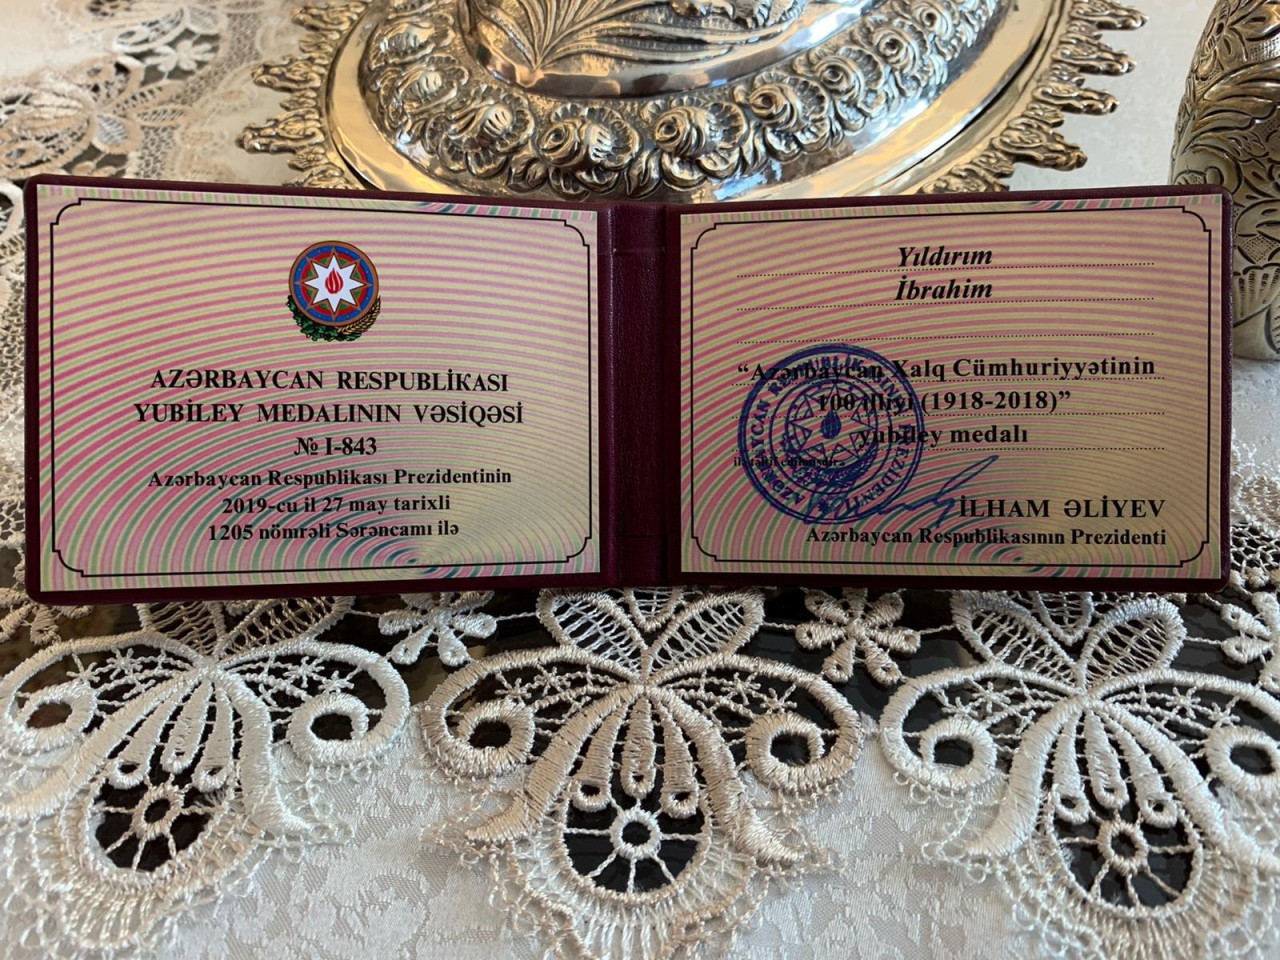 AZƏRBAYCAN RESPUBLİKASI
YUBİLEY MEDALININ VƏSİQƏSİ
№ I-843
Azərbaycan Respublikası Prezidentinin
2019-cu il 27 may tarixli
1205 nömrəli Sərəncamı ilə
Yıldırım
İbrahim
“Azərbaycan Xalq Cümhuriyyətinin
100 illiyi (1918-2018)”
yubiley medalı
İLHAM ƏLİYEV
Azərbaycan Respublikasının Prezidenti